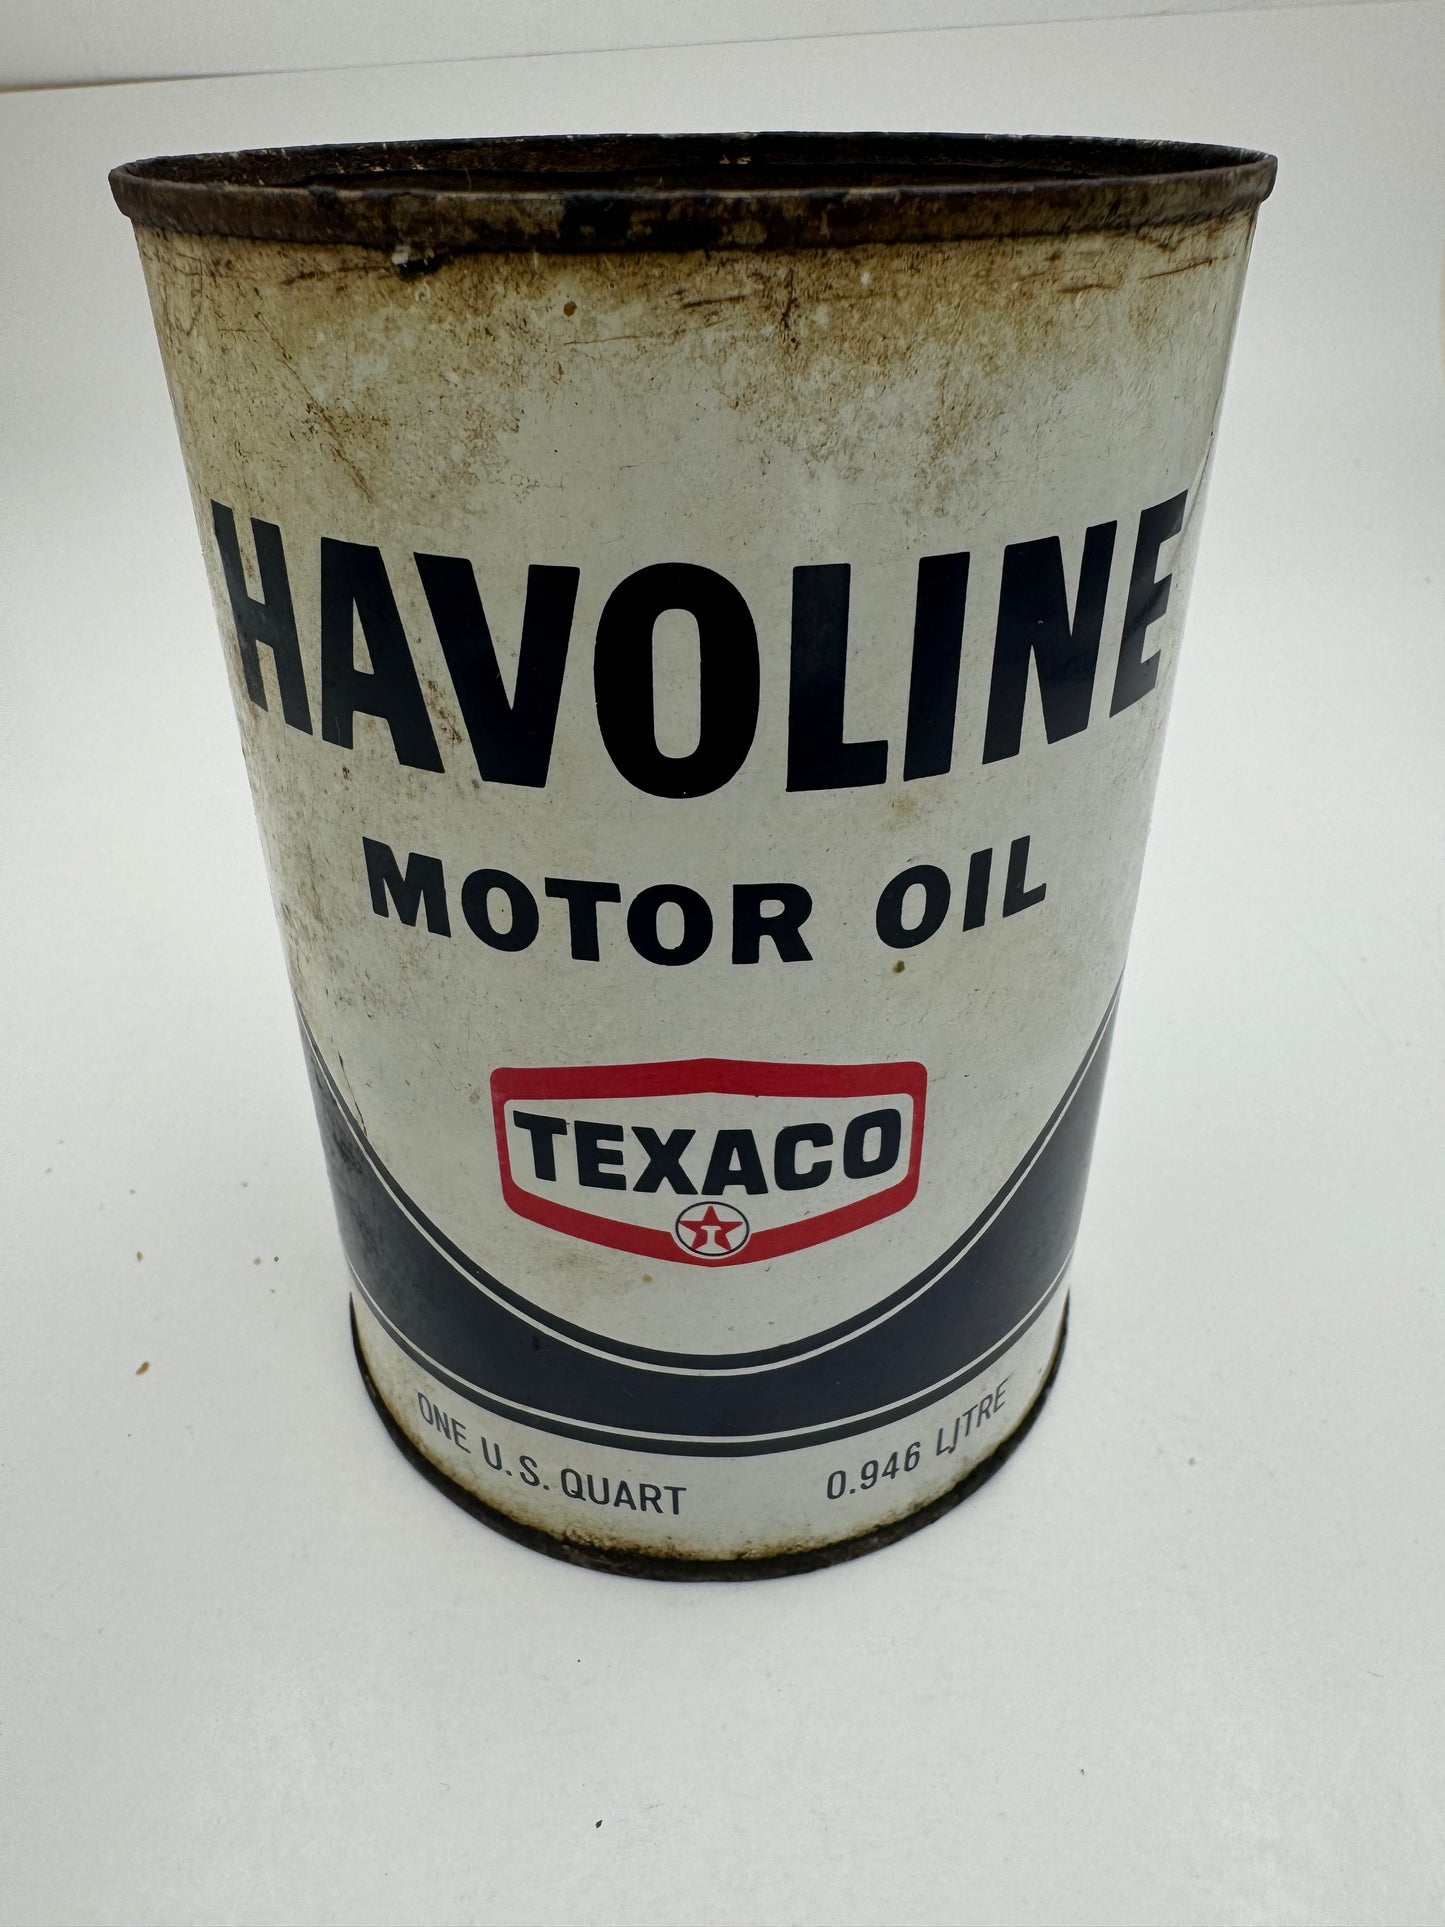 HAVOLINE
MOTOR OIL
TEXACO
T
ONE U.S. QUART 0.946 LITRE